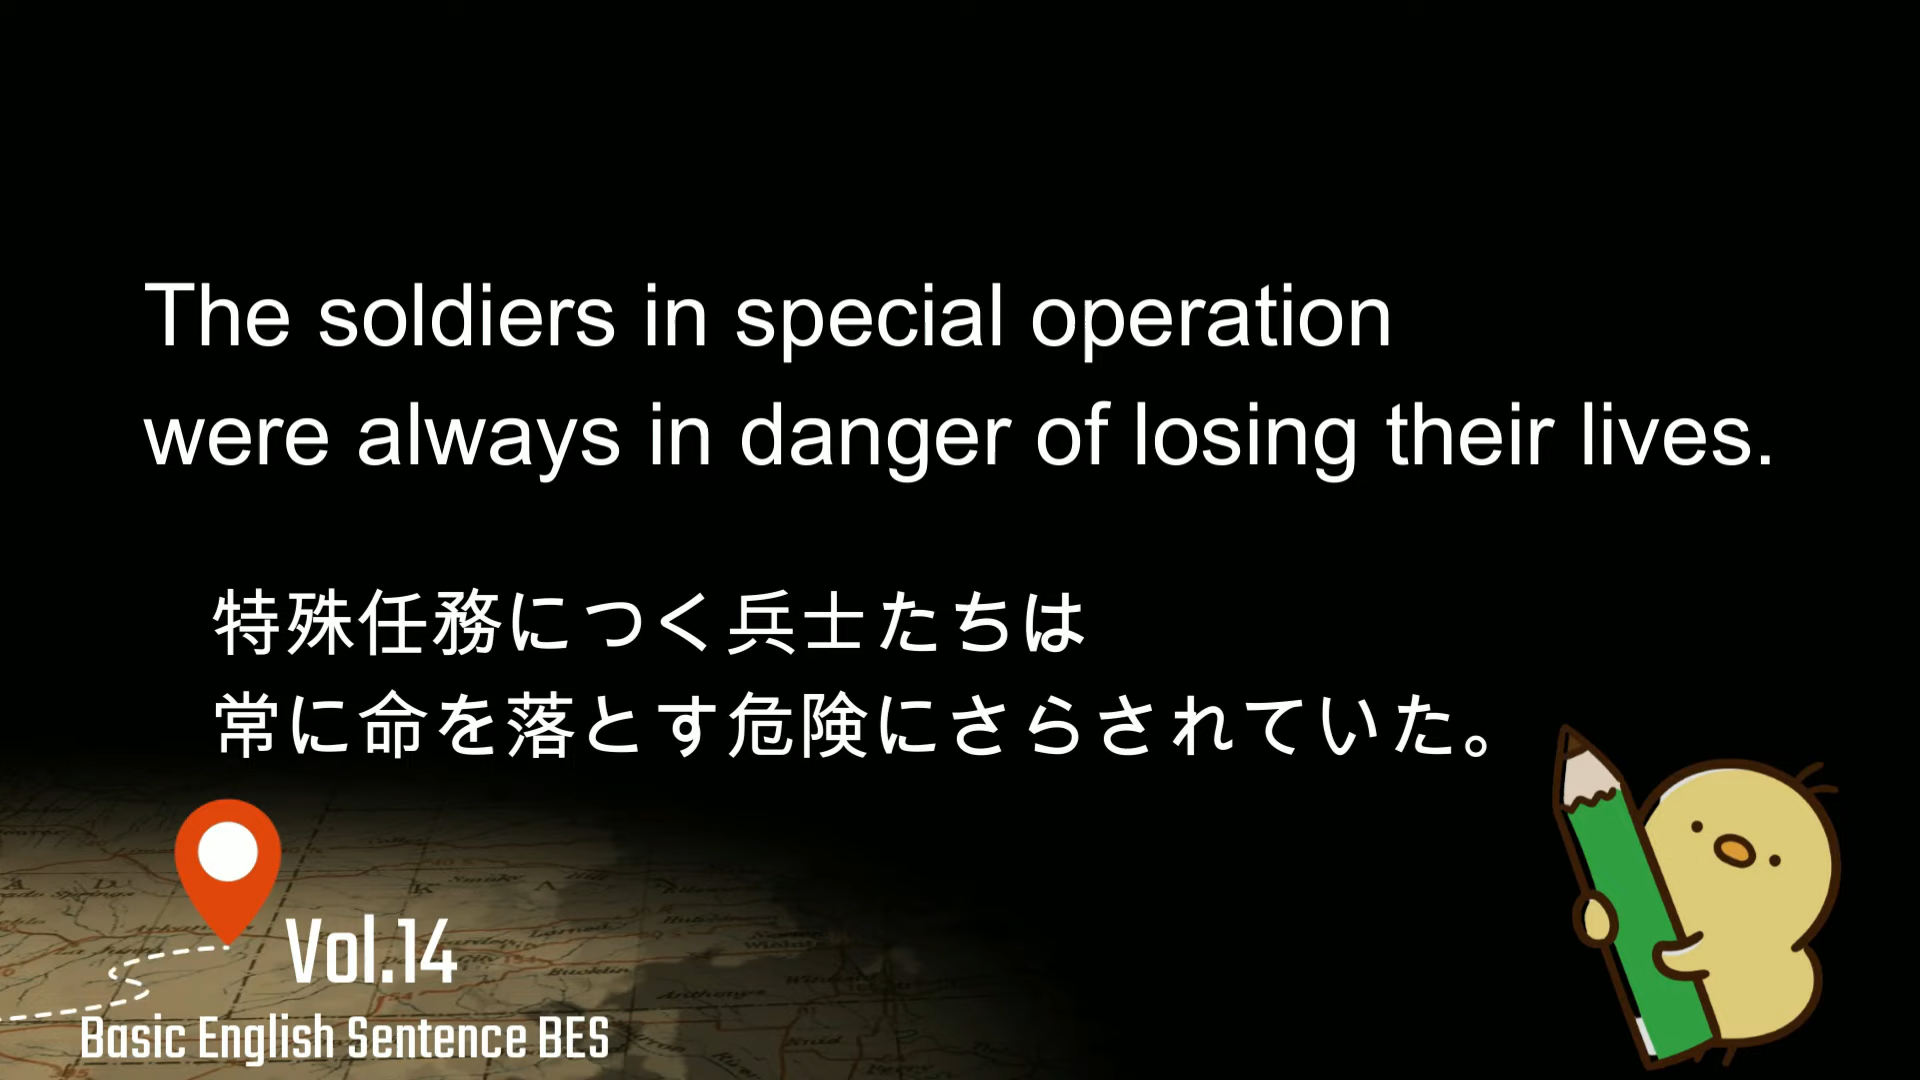 The soldiers in special operation
were always in danger of losing their lives.
特殊任務につく兵士たちは
常に命を落とす危険にさらされていた。
Vol.14
Basic English Sentence BES